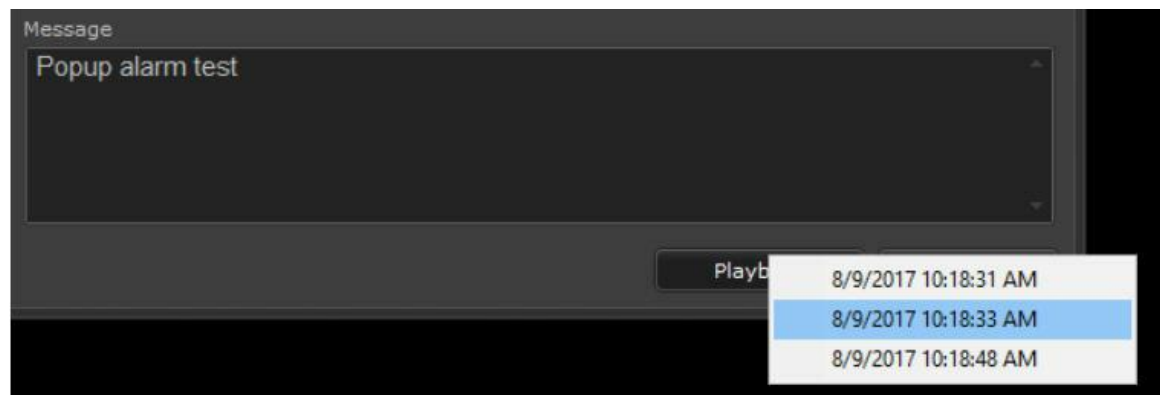 Message
Popup alarm test
Playb
8/9/2017 10:18:31 AM
8/9/2017 10:18:33 AM
8/9/2017 10:18:48 AM